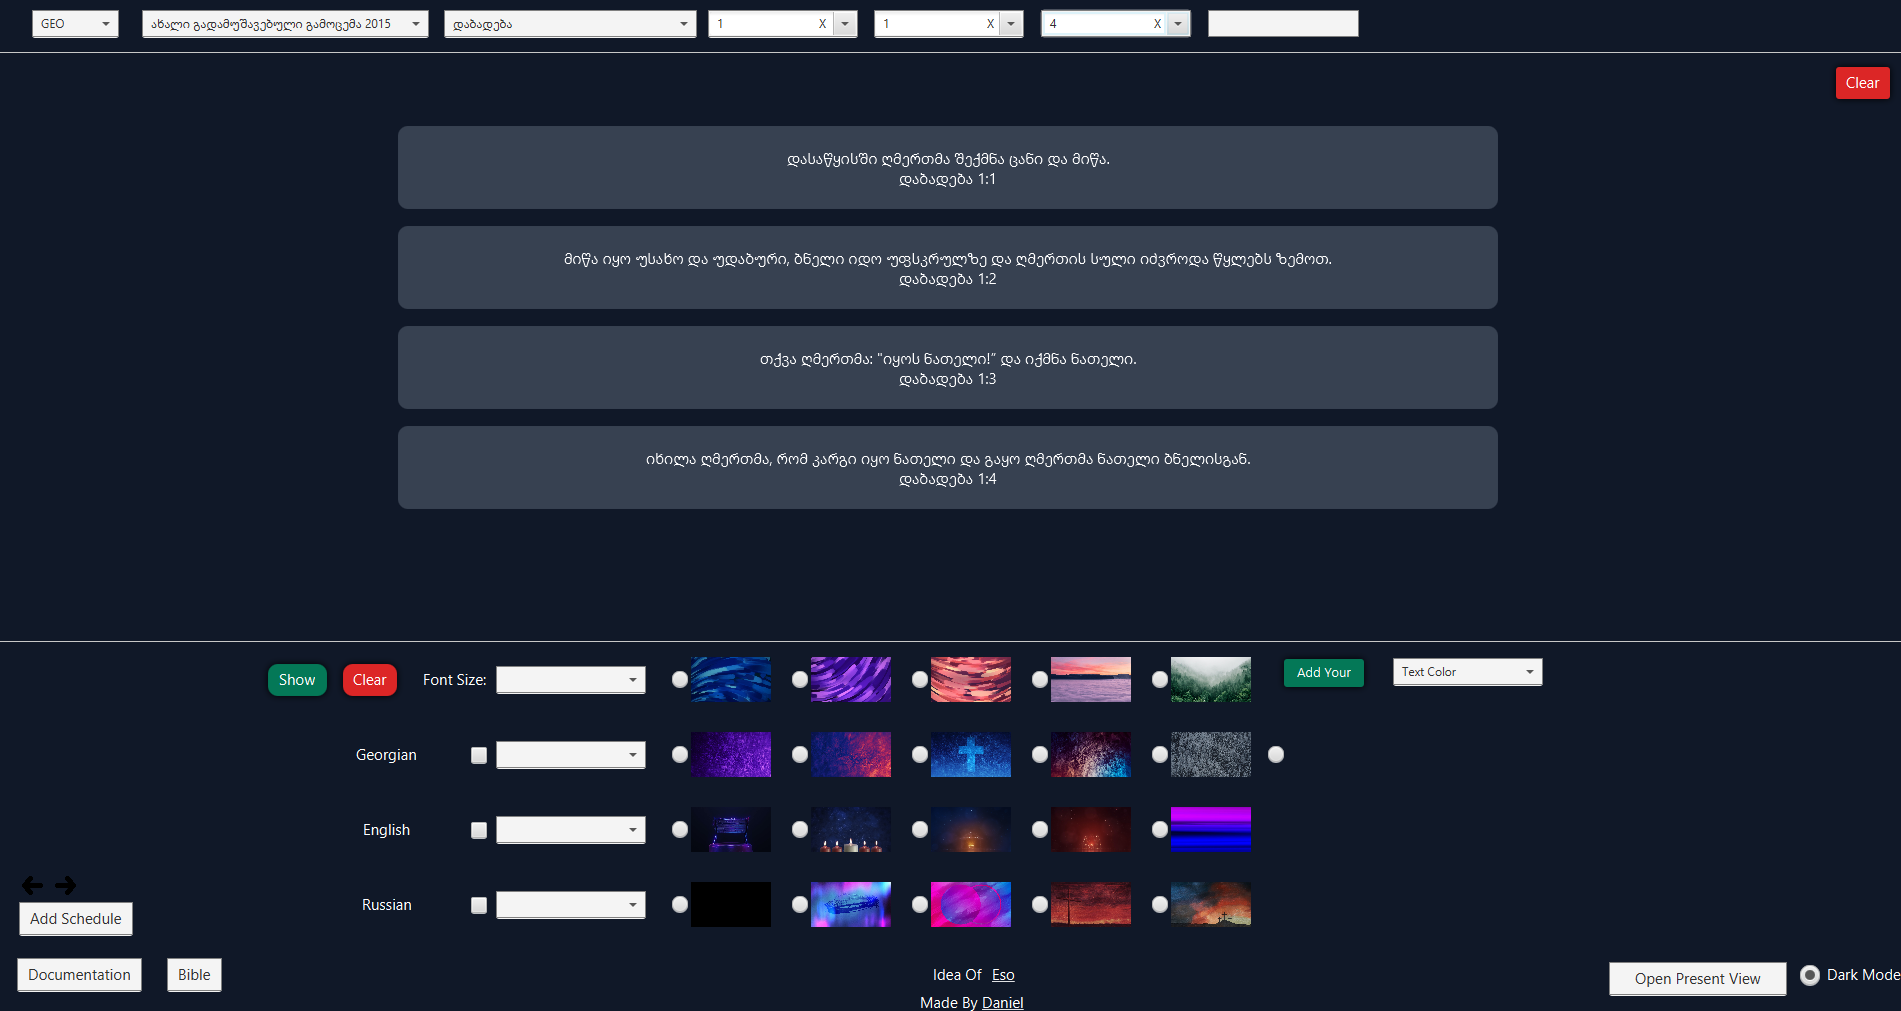 GEO
ახალი გადამუშავებული გამოცემა 2015
დაბადება
1 X
1 X
4 X
Clear
დასაწყისში ღმერთმა შექმნა ცანი და მიწა.
დაბადება 1:1
მიწა იყო უსახო და უდაბური, ბნელი იდო უფსკრულზე და ღმერთის სული იძვროდა წყლებს ზემოთ.
დაბადება 1:2
თქვა ღმერთმა: "იყოს ნათელი!” და იქმნა ნათელი.
დაბადება 1:3
იხილა ღმერთმა, რომ კარგი იყო ნათელი და გაყო ღმერთმა ნათელი ბნელისგან.
დაბადება 1:4
Show
Clear
Font Size:
Add Your
Text Color
Georgian
English
Russian
Add Schedule
Documentation
Bible
Idea Of Eso
Made By Daniel
Open Present View
Dark Mode